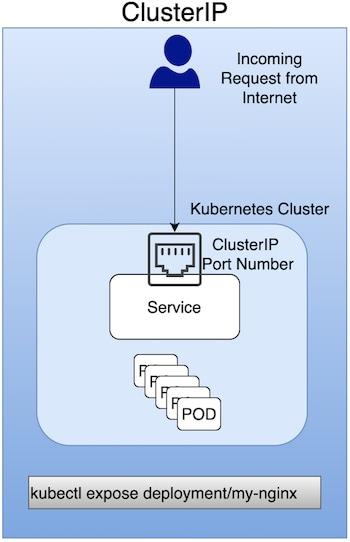 ClusterIP
Incoming
Request from
Internet
Kubernetes Cluster
ClusterIP
Port Number
Service
P
P
P
P
POD
kubectl expose deployment/my-nginx